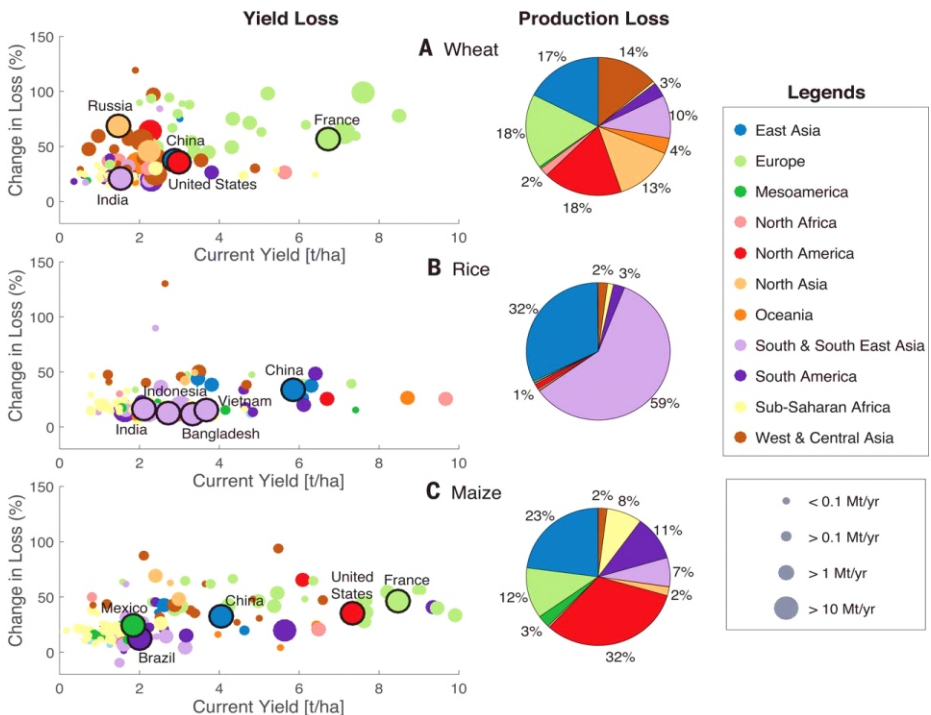 Yield Loss
Production Loss
A Wheat
Change in Loss (%)
150
100
50
0
Russia
China
France
India
United States
0 2 4 6 8 10
Current Yield [t/ha]
17%
14%
3%
10%
4%
13%
18%
2%
18%
B Rice
Change in Loss (%)
150
100
50
0
China
Indonesia
Vietnam
India
Bangladesh
0 2 4 6 8 10
Current Yield [t/ha]
2%
3%
32%
1%
59%
C Maize
Change in Loss (%)
150
100
50
0
Mexico
China
United
States
France
Brazil
0 2 4 6 8 10
Current Yield [t/ha]
2%
8%
23%
11%
7%
2%
12%
3%
32%
Legends
East Asia
Europe
Mesoamerica
North Africa
North America
North Asia
Oceania
South & South East Asia
South America
Sub-Saharan Africa
West & Central Asia
< 0.1 Mt/yr
> 0.1 Mt/yr
> 1 Mt/yr
> 10 Mt/yr